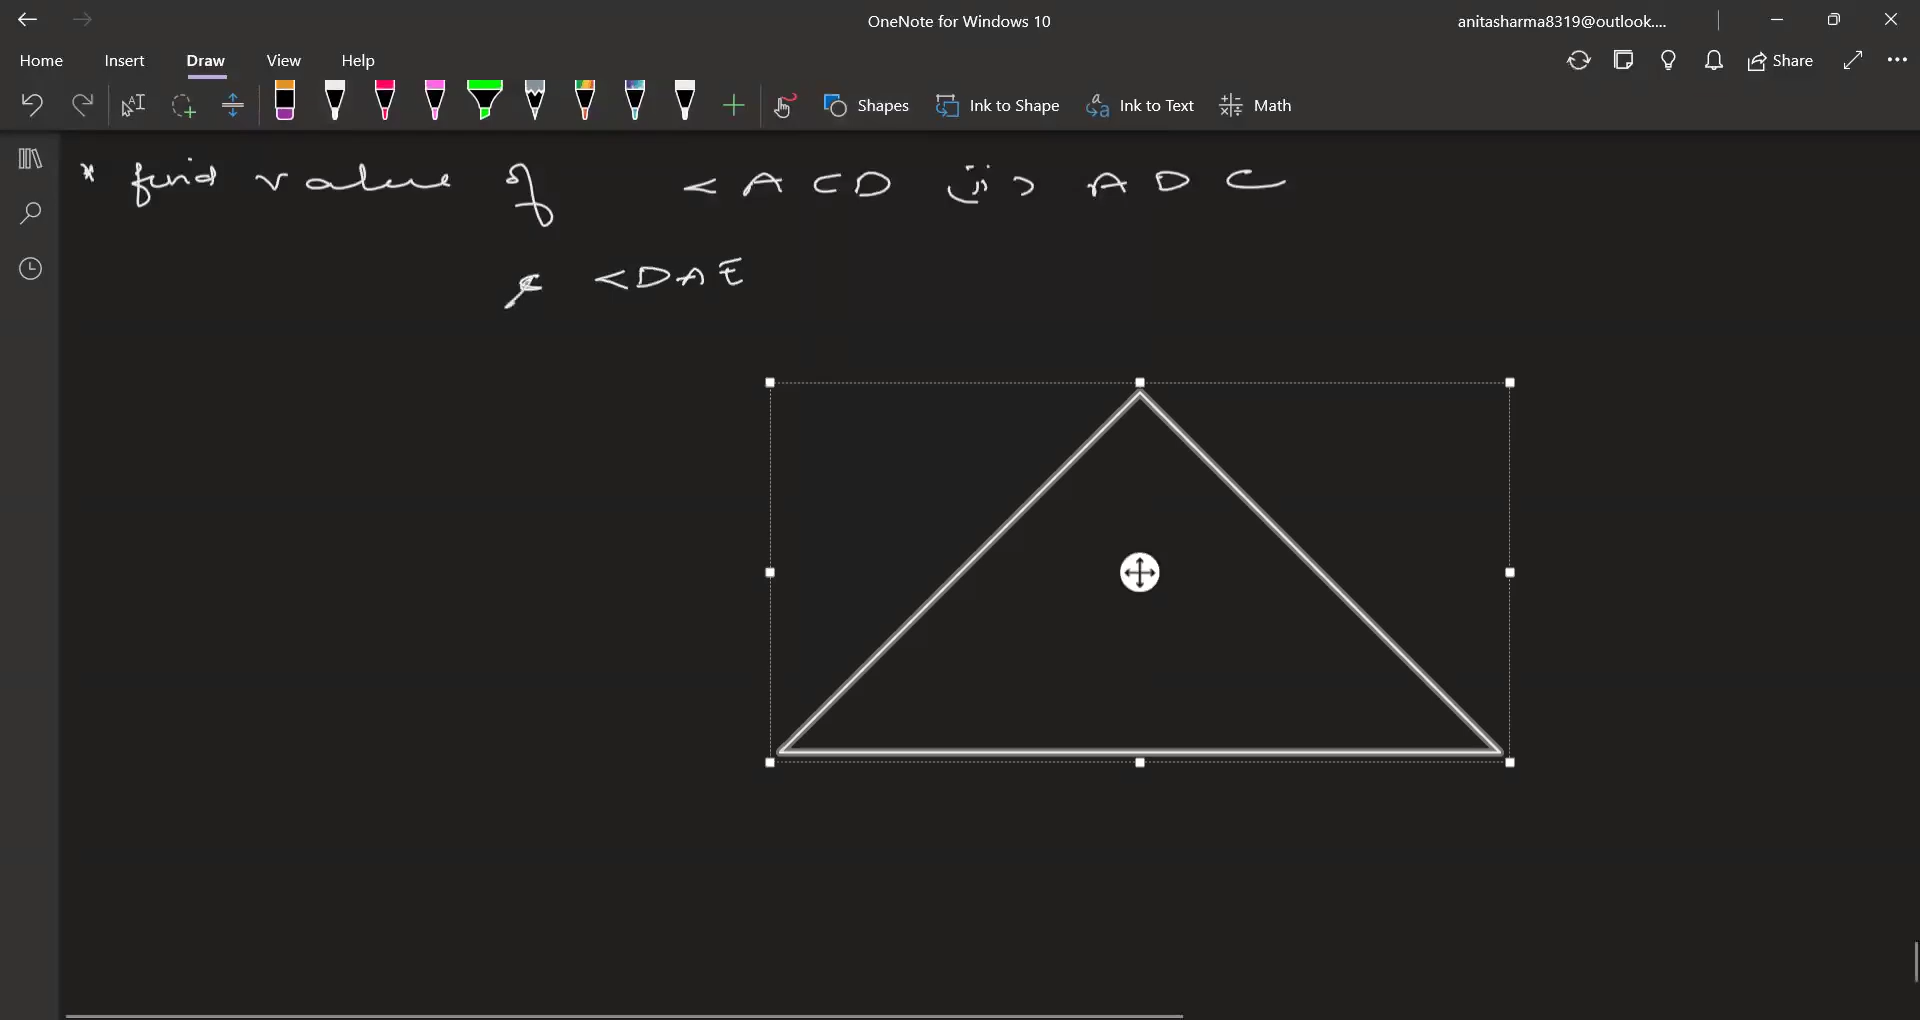 OneNote for Windows 10
anitasharma8319@outlook....
Home Insert Draw View Help
Share
Shapes Ink to Shape Ink to Text Math
* find value of <ACD (ii) ADC
& <DAE